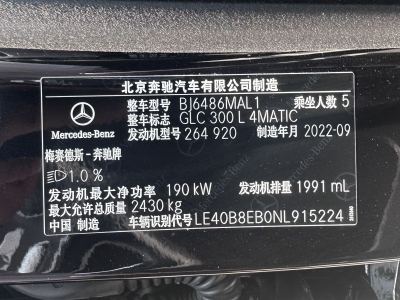 北京奔驰汽车有限公司制造
整车型号 BJ6486MAL1 乘坐人数 5
整车标志 GLC 300 L 4MATIC
Mercedes-Benz 发动机型号 264 920 制造年月 2022-09
梅赛德斯－奔驰牌
1.0 %
发动机最大净功率 190 kW 发动机排量 1991 mL
最大允许总质量 2430 kg
中国 制造 车辆识别代号 LE40B8EB0NL915224